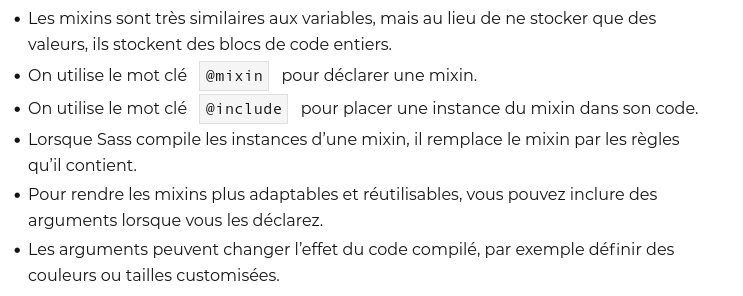 • Les mixins sont très similaires aux variables, mais au lieu de ne stocker que des
valeurs, ils stockent des blocs de code entiers.
• On utilise le mot clé @mixin pour déclarer une mixin.
• On utilise le mot clé @include pour placer une instance du mixin dans son code.
• Lorsque Sass compile les instances d’une mixin, il remplace le mixin par les règles
qu’il contient.
• Pour rendre les mixins plus adaptables et réutilisables, vous pouvez inclure des
arguments lorsque vous les déclarez.
• Les arguments peuvent changer l’effet du code compilé, par exemple définir des
couleurs ou tailles customisées.